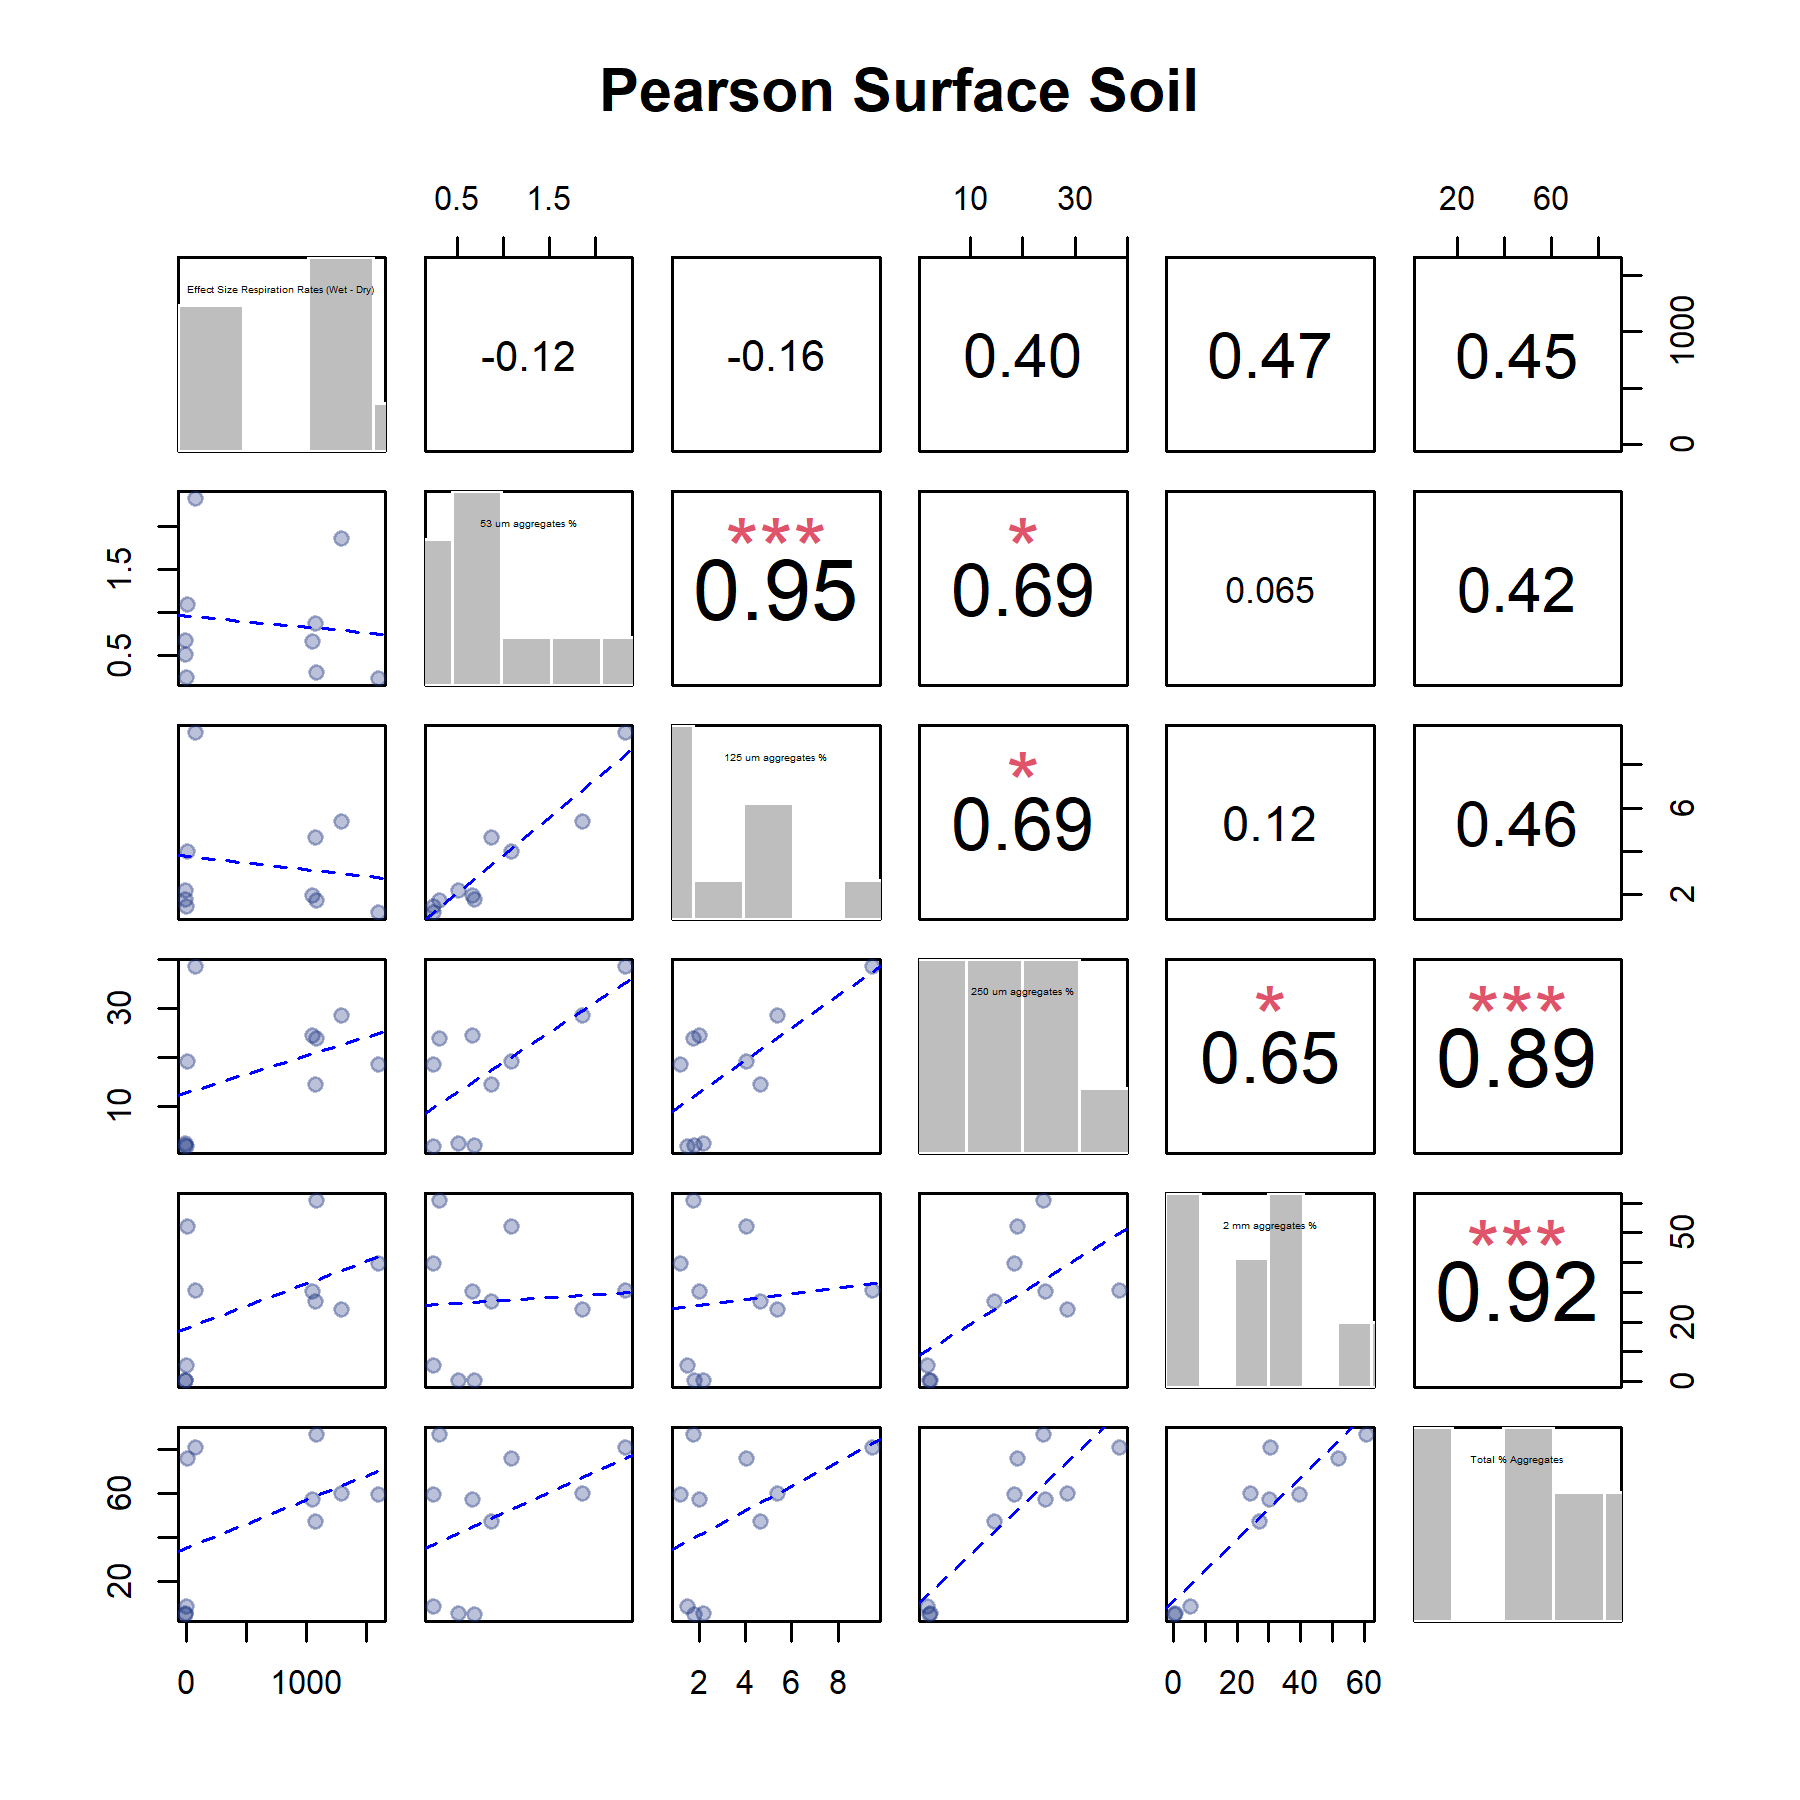 Pearson Surface Soil
0.5 1.5 10 30 20 60
Effect Size Respiration Rates (Wet - Dry)
-0.12 -0.16 0.40 0.47 0.45
0 1000
0.5 1.5
53 um aggregates %
*** 0.95
* 0.69
0.065 0.42
125 um aggregates %
* 0.69
0.12 0.46
2 6
10 30
250 um aggregates %
* 0.65
*** 0.89
2 mm aggregates %
*** 0.92
0 20 50
20 60
Total % Aggregates
0 1000 2 4 6 8 0 20 40 60